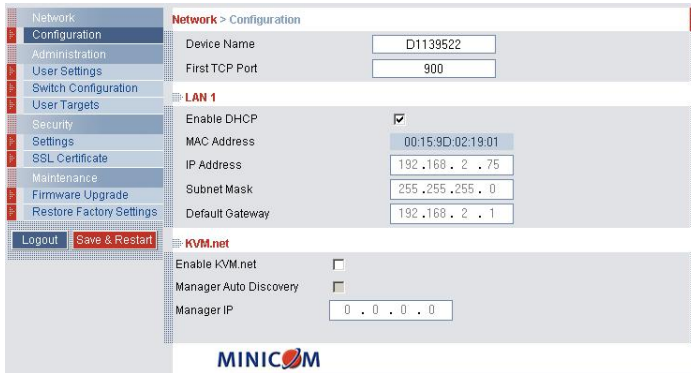 Network
Configuration
Administration
User Settings
Switch Configuration
User Targets
Security
Settings
SSL Certificate
Maintenance
Firmware Upgrade
Restore Factory Settings
Logout Save & Restart
Network > Configuration
Device Name D1139522
First TCP Port 900
LAN 1
Enable DHCP
MAC Address 00:15:9D:02:19:01
IP Address 192.168. 2 .75
Subnet Mask 255.255.255. 0
Default Gateway 192.168. 2 . 1
KVM.net
Enable KVM.net
Manager Auto Discovery
Manager IP 0 . 0 . 0 . 0
MINICOM